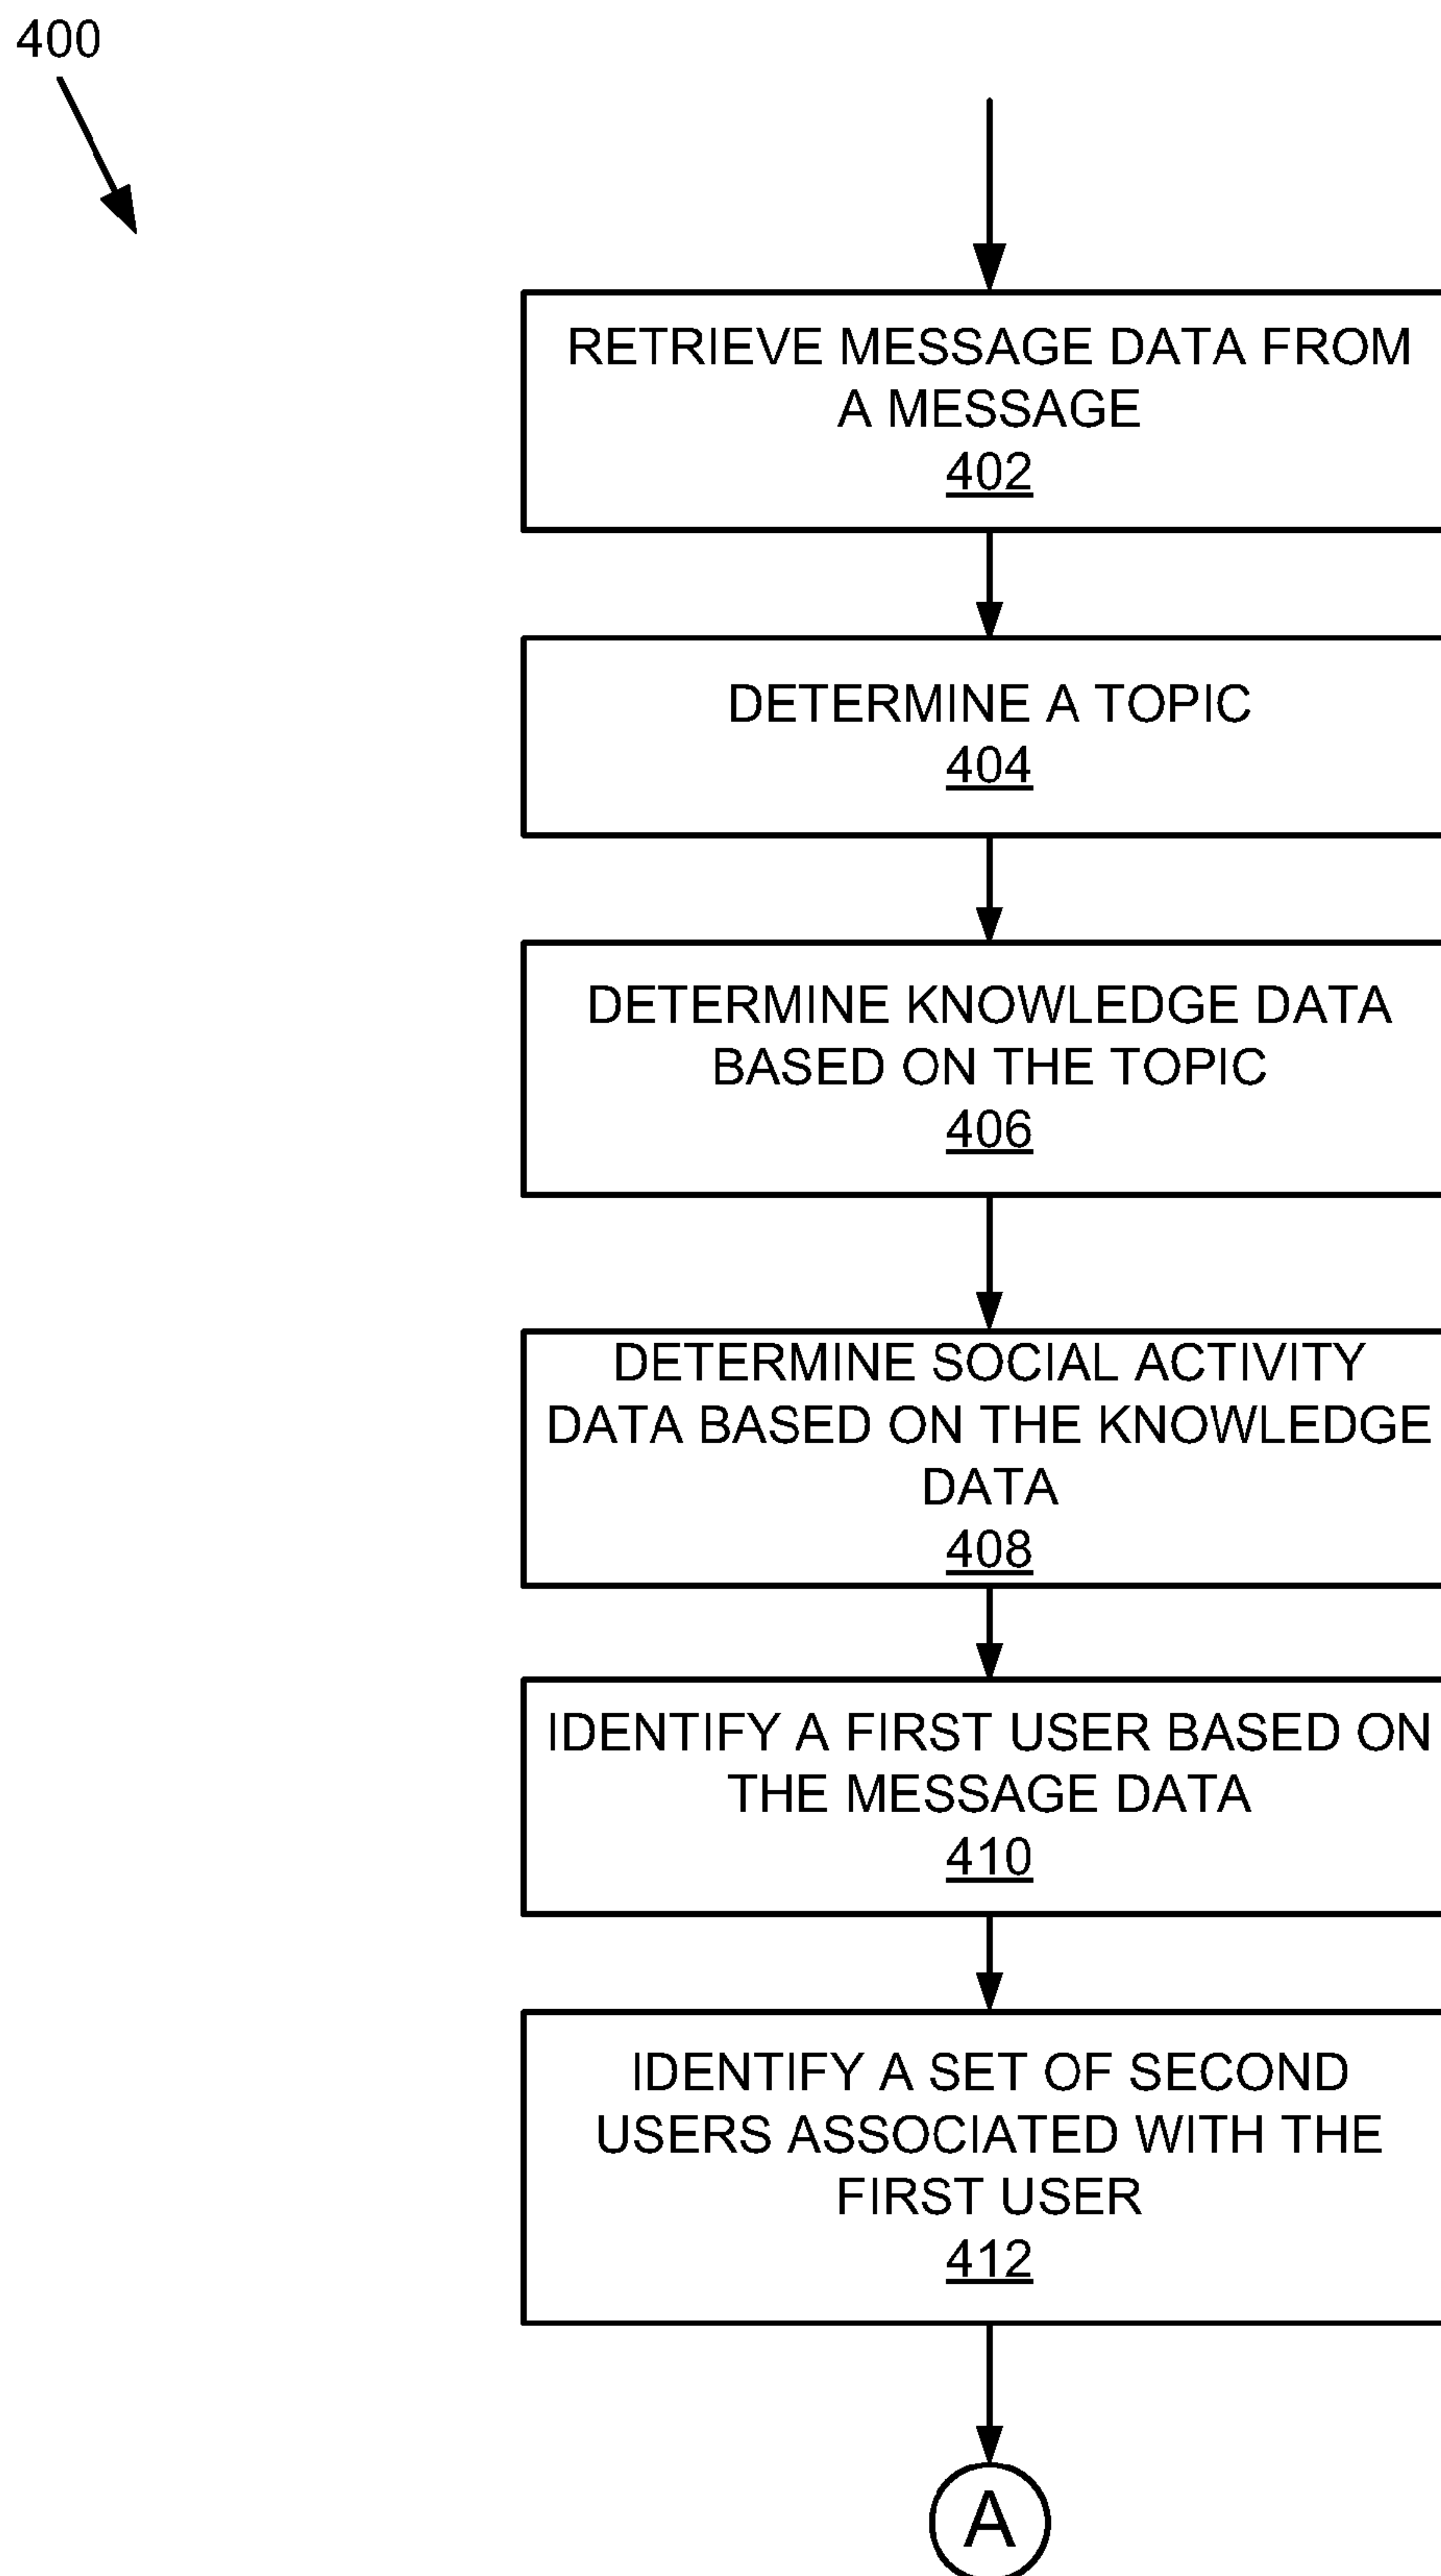 400
RETRIEVE MESSAGE DATA FROM
A MESSAGE
402
DETERMINE A TOPIC
404
DETERMINE KNOWLEDGE DATA
BASED ON THE TOPIC
406
DETERMINE SOCIAL ACTIVITY
DATA BASED ON THE KNOWLEDGE
DATA
408
IDENTIFY A FIRST USER BASED ON
THE MESSAGE DATA
410
IDENTIFY A SET OF SECOND
USERS ASSOCIATED WITH THE
FIRST USER
412
A